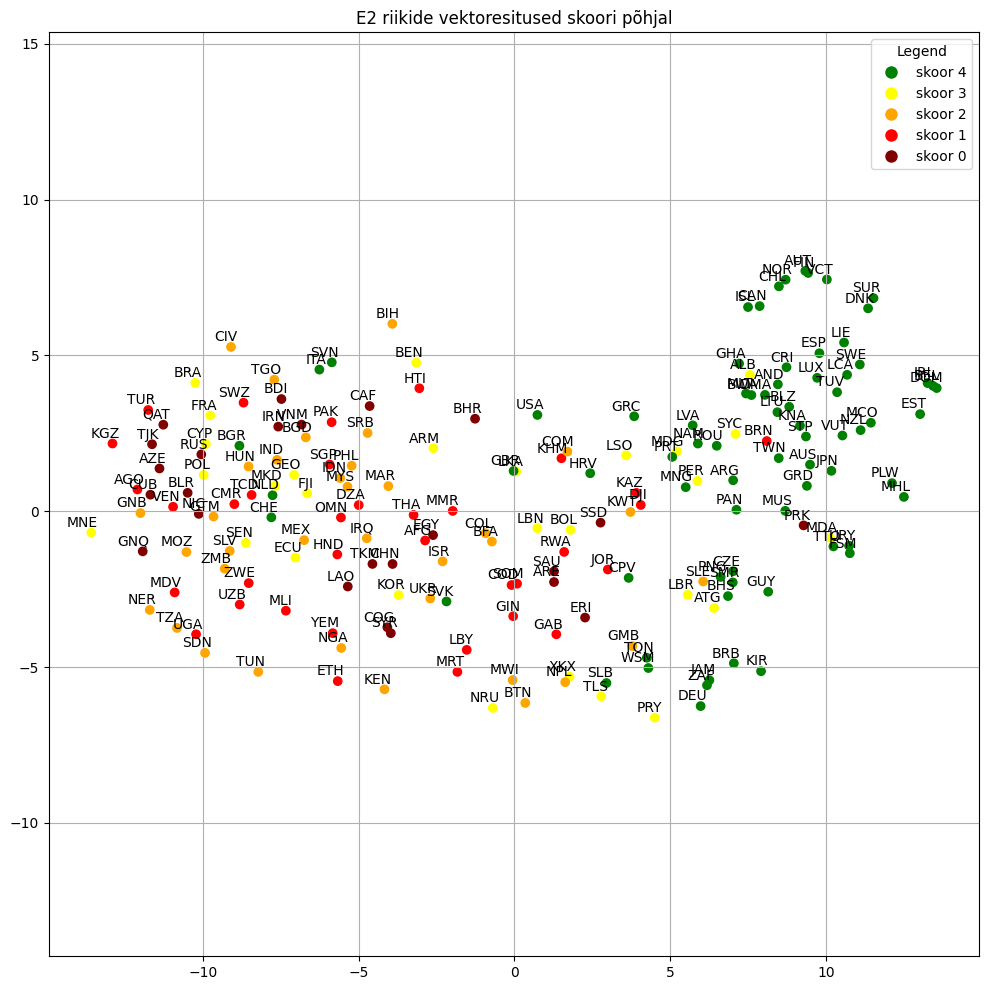 E2 riikide vektoresitused skoori põhjal
15
Legend
skoor 4
skoor 3
skoor 2
skoor 1
skoor 0
10
NOR
VCT
SUR
DNK
BIH
LIE
CIV
SVN
ITA
BEN
GHA
ALB
ESP
CRI
SWE
5
BRA
TGO
HTI
AND
LUX
LCA
TUV
TUR
SWZ
BDI
CAF
BHR
USA
GRC
BLZ
EST
QAT
FRA
IRN
VNM
PAK
LVA
SYC
KNA
MCO
KGZ
TJK
RUS
CYP
BGR
BGD
SRB
ARM
COM
KHM
LSO
NAM
BRN
VUT
NZL
AZE
POL
HUN
IND
GEO
SGP
PHL
HRV
TWN
AUS
JPN
AGO
CUB
BLR
CMR
TCD
MKD
FJI
MAR
KAZ
MNG
PER
ARG
GRD
PLW
MHL
0
GNB
VEN
CHE
OMN
DZA
THA
MMR
KWT
PAN
MUS
PRK
MNE
GNQ
MOZ
SLV
SEN
MEX
IRQ
AFG
EGY
COL
LBN
BOL
SSD
MDA
ZMB
ECU
HND
TKM
CHN
ISR
RWA
JOR
CZE
MDV
ZWE
LAO
KOR
UKR
SVK
SAU
ARE
CPV
LBR
BHS
GUY
NER
UZB
MLI
GIN
ERI
ATG
TZA
UGA
YEM
COG
GAB
GMB
SDN
NGA
LBY
TON
WSM
−5
TUN
ETH
KEN
MRT
MWI
XKX
NPL
SLB
BRB
KIR
NRU
BTN
TLS
DEU
PRY
−10
−10
−5
0
5
10